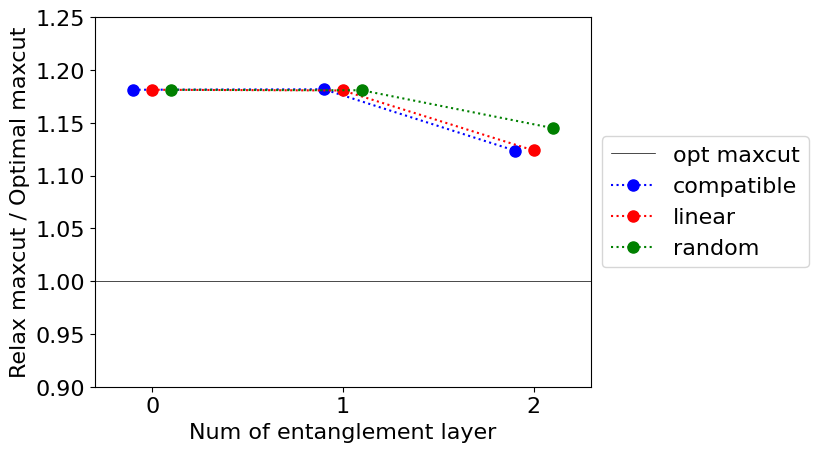 Relax maxcut / Optimal maxcut
1.25
1.20
1.15
1.10
1.05
1.00
0.95
0.90
0
1
2
Num of entanglement layer
opt maxcut
compatible
linear
random